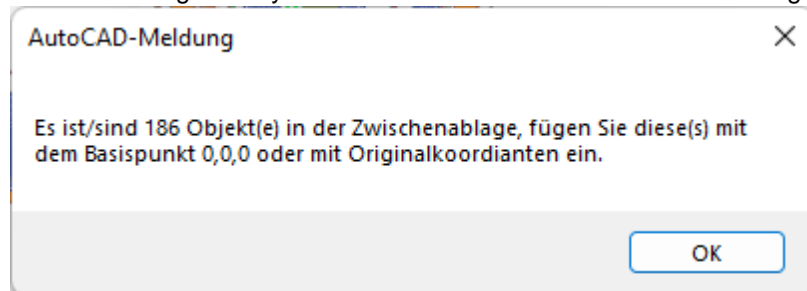 AutoCAD-Meldung
Es ist/sind 186 Objekt(e) in der Zwischenablage, fügen Sie diese(s) mit
dem Basispunkt 0,0,0 oder mit Originalkoordianten ein.
OK